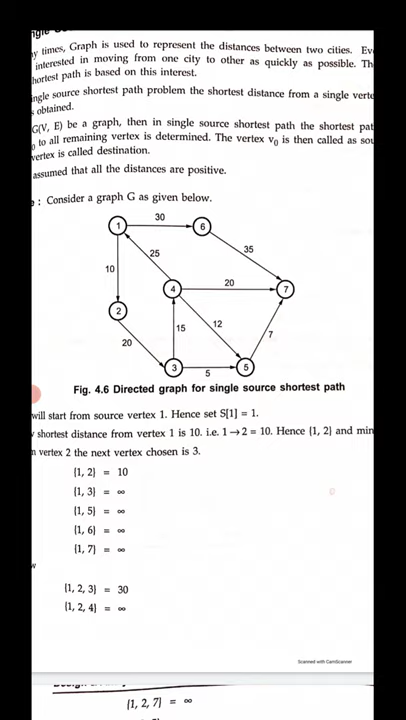 ngle
y times, Graph is used to represent the distances between two cities. Ev
interested in moving from one city to other as quickly as possible. Th
hortest path is based on this interest.
ingle source shortest path problem the shortest distance from a single verte
s obtained.
G(V, E) be a graph, then in single source shortest path the shortest pat
0 to all remaining vertex is determined. The vertex v0 is then called as sou
vertex is called destination.
assumed that all the distances are positive.
e : Consider a graph G as given below.
1 30 6
25 35
10
4 20 7
2
15 12 7
20
3 5 5
Fig. 4.6 Directed graph for single source shortest path
will start from source vertex 1. Hence set S[1] = 1.
shortest distance from vertex 1 is 10. i.e. 1 → 2 = 10. Hence {1, 2} and min
n vertex 2 the next vertex chosen is 3.
{1, 2} = 10
{1, 3} = ∞
{1, 5} = ∞
{1, 6} = ∞
{1, 7} = ∞
w
{1, 2, 3} = 30
{1, 2, 4} = ∞
Scanned with CamScanner
{1, 2, 7} = ∞